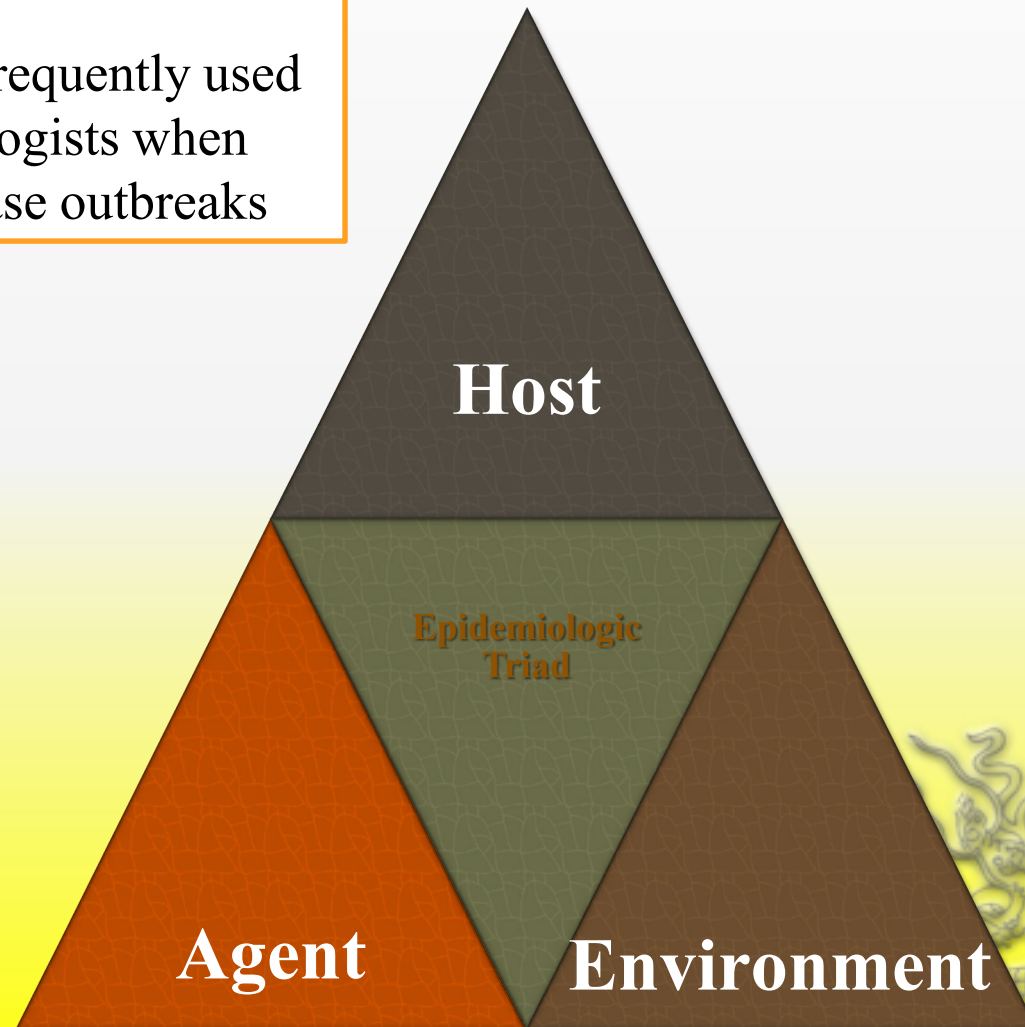 requently used
ogists when
se outbreaks
Host
Epidemiologic
Triad
Agent
Environment